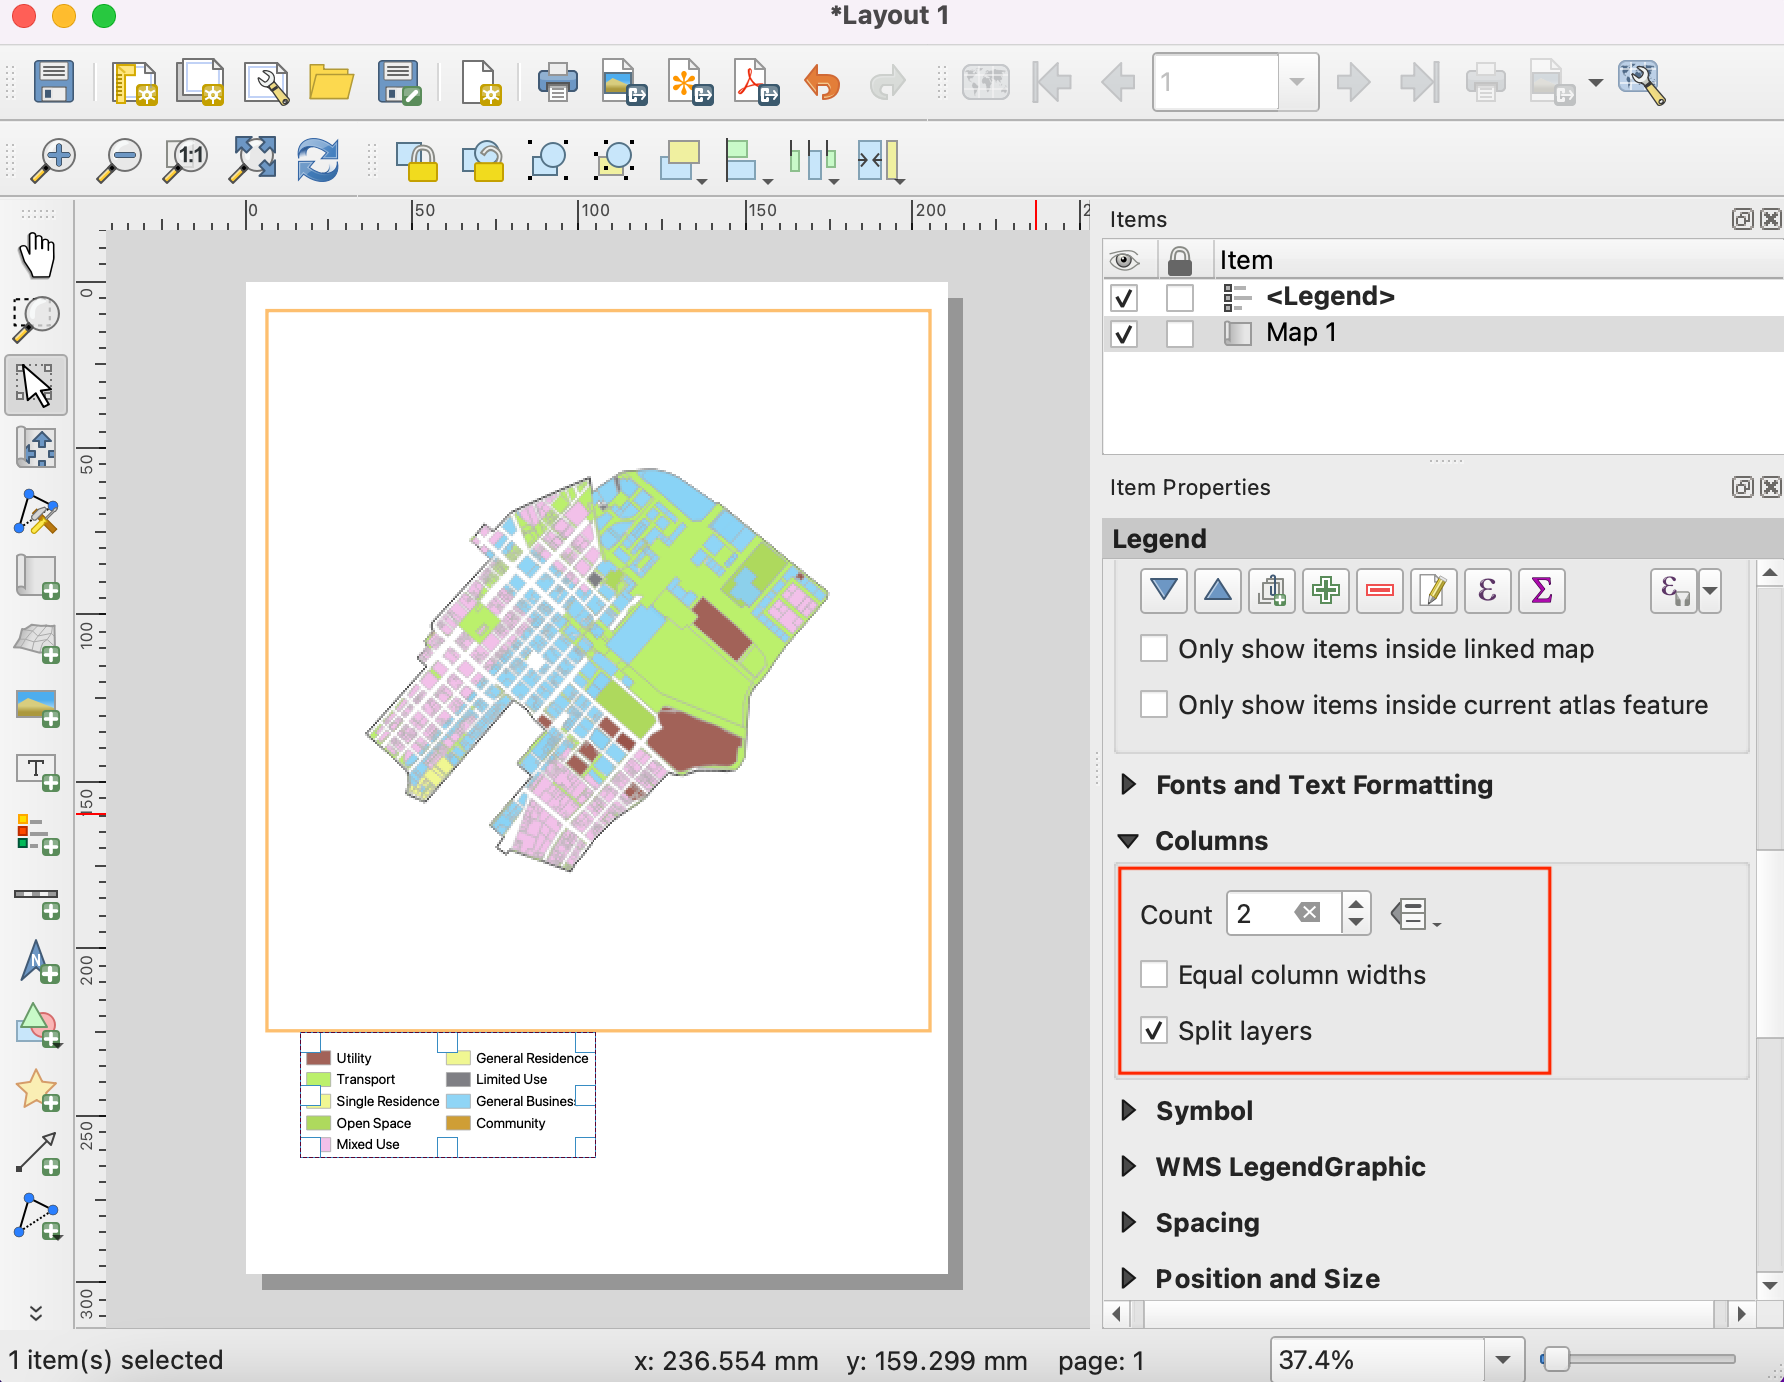 *Layout 1
1
1:1
0
50
100
150
200
2
0
50
100
150
200
250
300
T
N
Items
Item
<Legend>
Map 1
Item Properties
Legend
ε
Σ
ε
Only show items inside linked map
Only show items inside current atlas feature
Fonts and Text Formatting
Columns
Count
2
Equal column widths
Split layers
Symbol
WMS LegendGraphic
Spacing
Position and Size
Utility
General Residence
Transport
Limited Use
Single Residence
General Busines
Open Space
Community
Mixed Use
1 item(s) selected
x: 236.554 mm
y: 159.299 mm
page: 1
37.4%